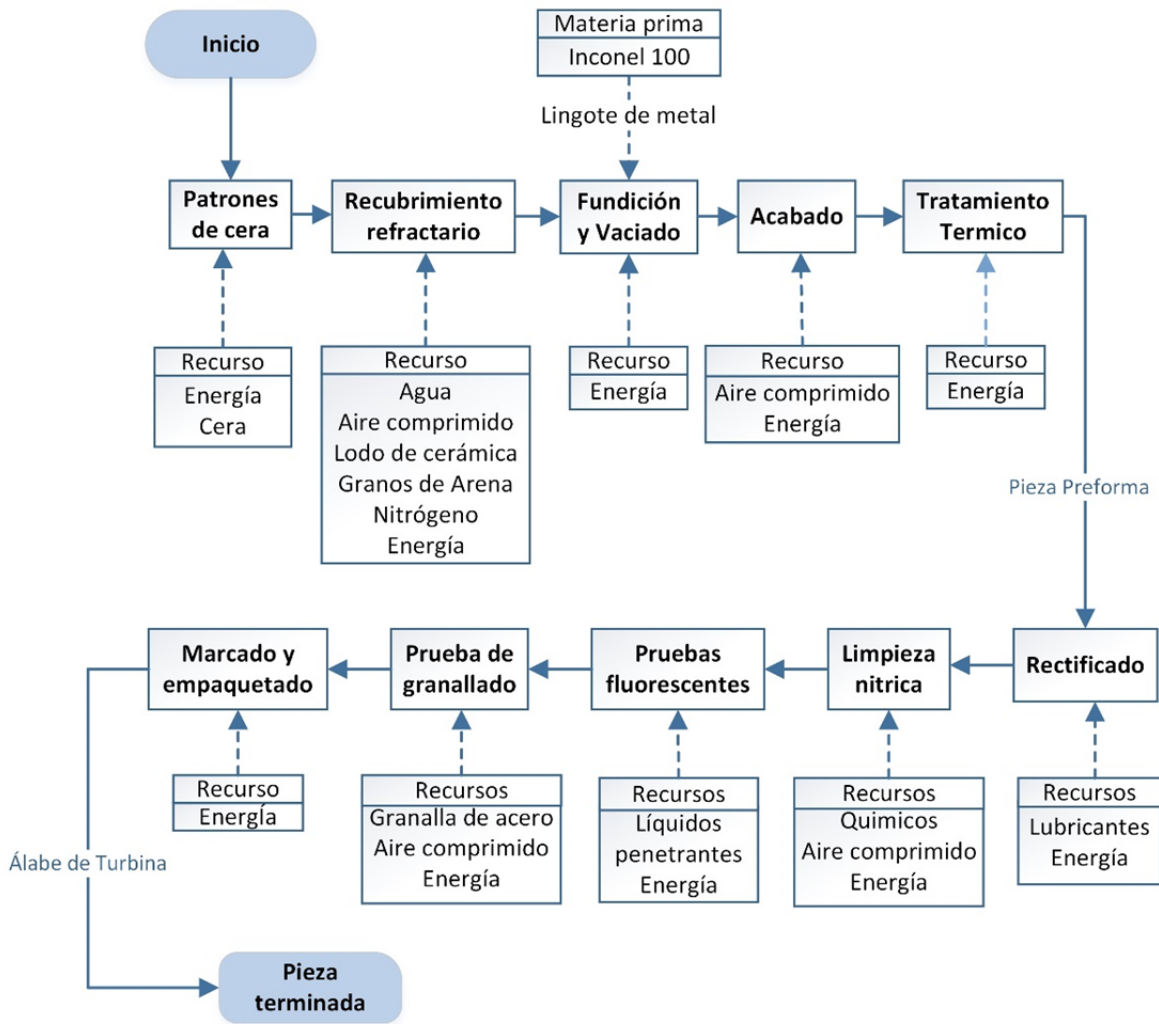 Inicio
Materia prima
Inconel 100
Lingote de metal
Patrones
de cera
Recubrimiento
refractario
Fundición
y Vaciado
Acabado
Tratamiento
Termico
Recurso
Energía
Cera
Recurso
Agua
Aire comprimido
Lodo de cerámica
Granos de Arena
Nitrógeno
Energía
Recurso
Energía
Recurso
Aire comprimido
Energía
Recurso
Energía
Pieza Preforma
Rectificado
Limpieza
nitrica
Pruebas
fluorescentes
Prueba de
granallado
Marcado y
empaquetado
Recursos
Lubricantes
Energía
Recursos
Quimicos
Aire comprimido
Energía
Recursos
Líquidos
penetrantes
Energía
Recursos
Granalla de acero
Aire comprimido
Energía
Recurso
Energía
Álabe de Turbina
Pieza
terminada